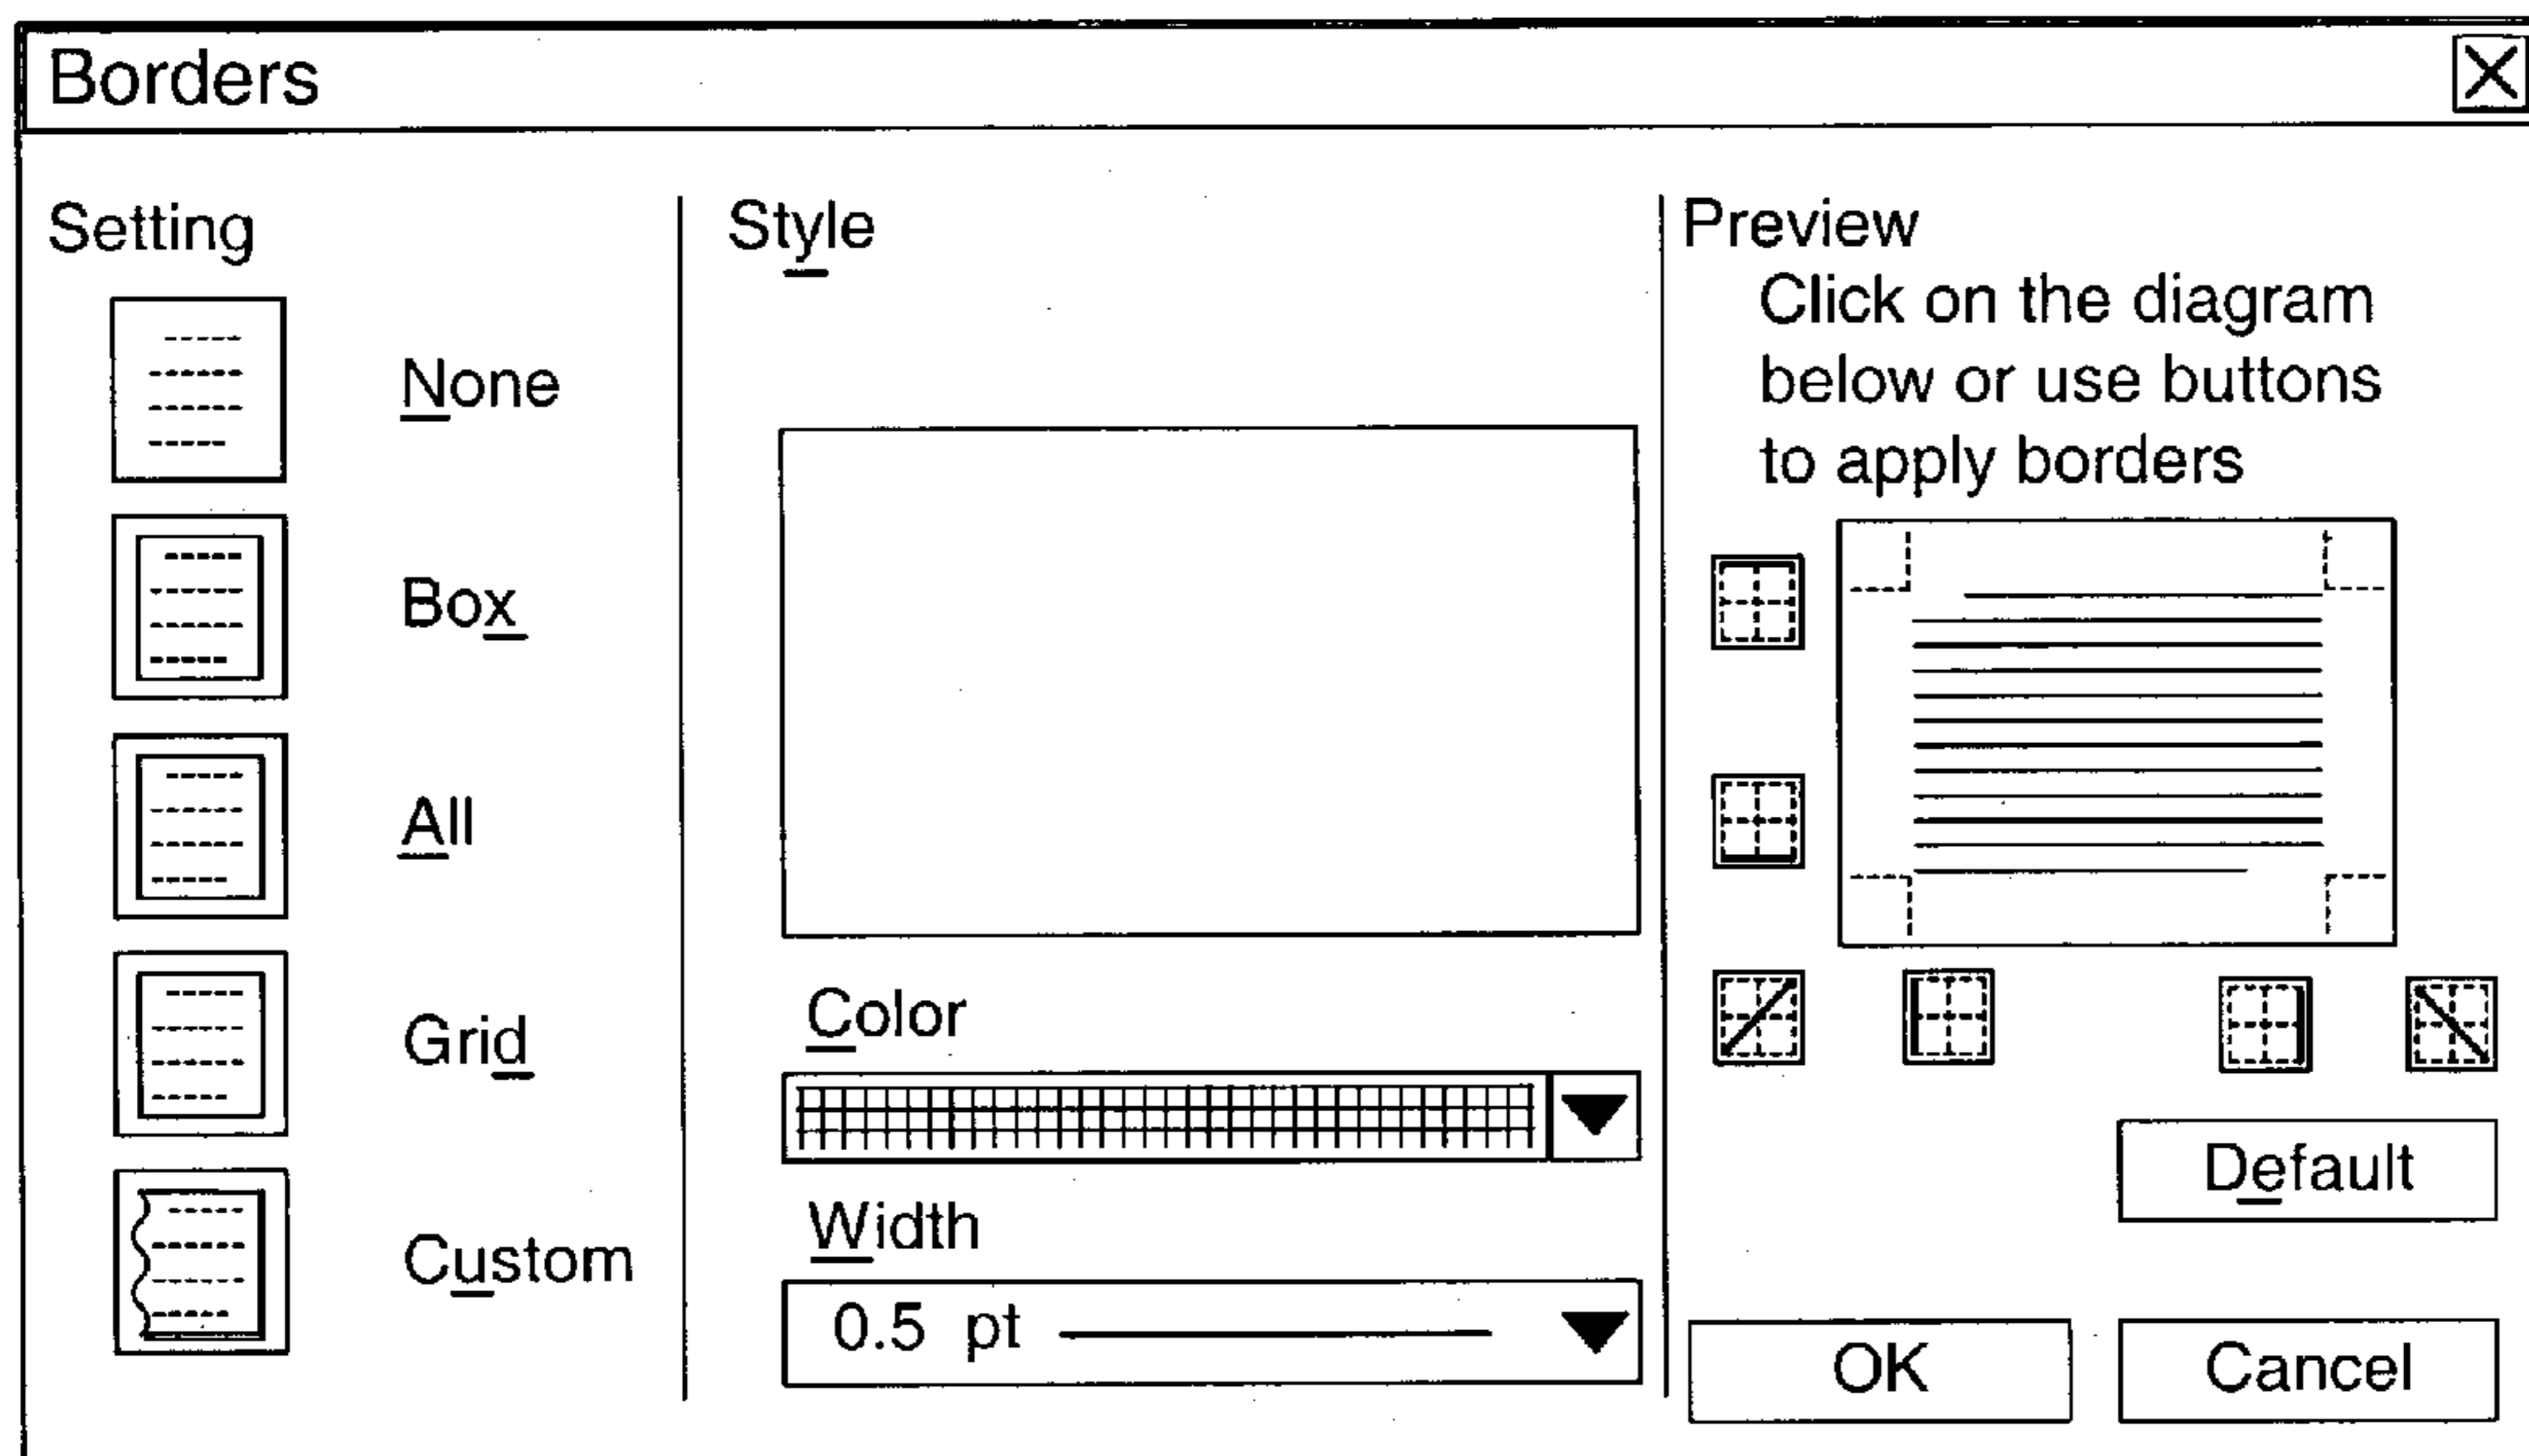 Borders
Setting
None
Box
All
Grid
Custom
Style
Color
Width
0.5 pt
Preview
Click on the diagram
below or use buttons
to apply borders
Default
OK
Cancel